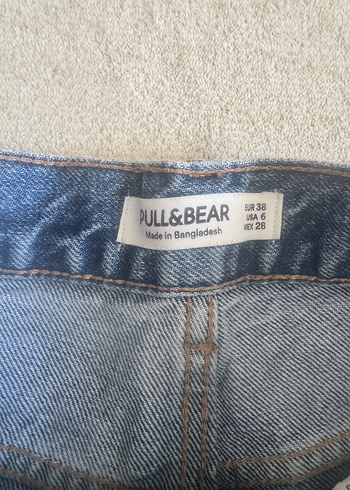 PULL&BEAR
Made in Bangladesh
EUR 38
USA 6
MEX 28